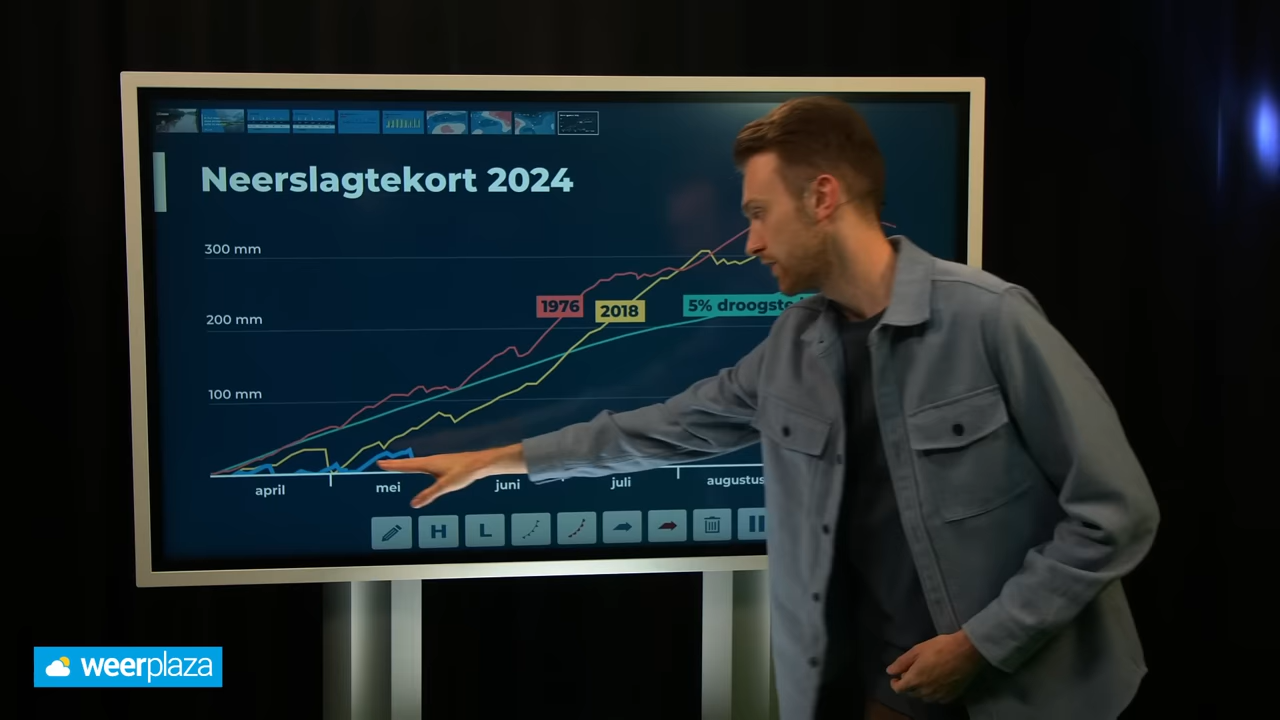 Neerslagtekort 2024
300 mm
1976
2018
5% droogste
200 mm
100 mm
april
mei
juni
juli
augustus
H
L
weerplaza